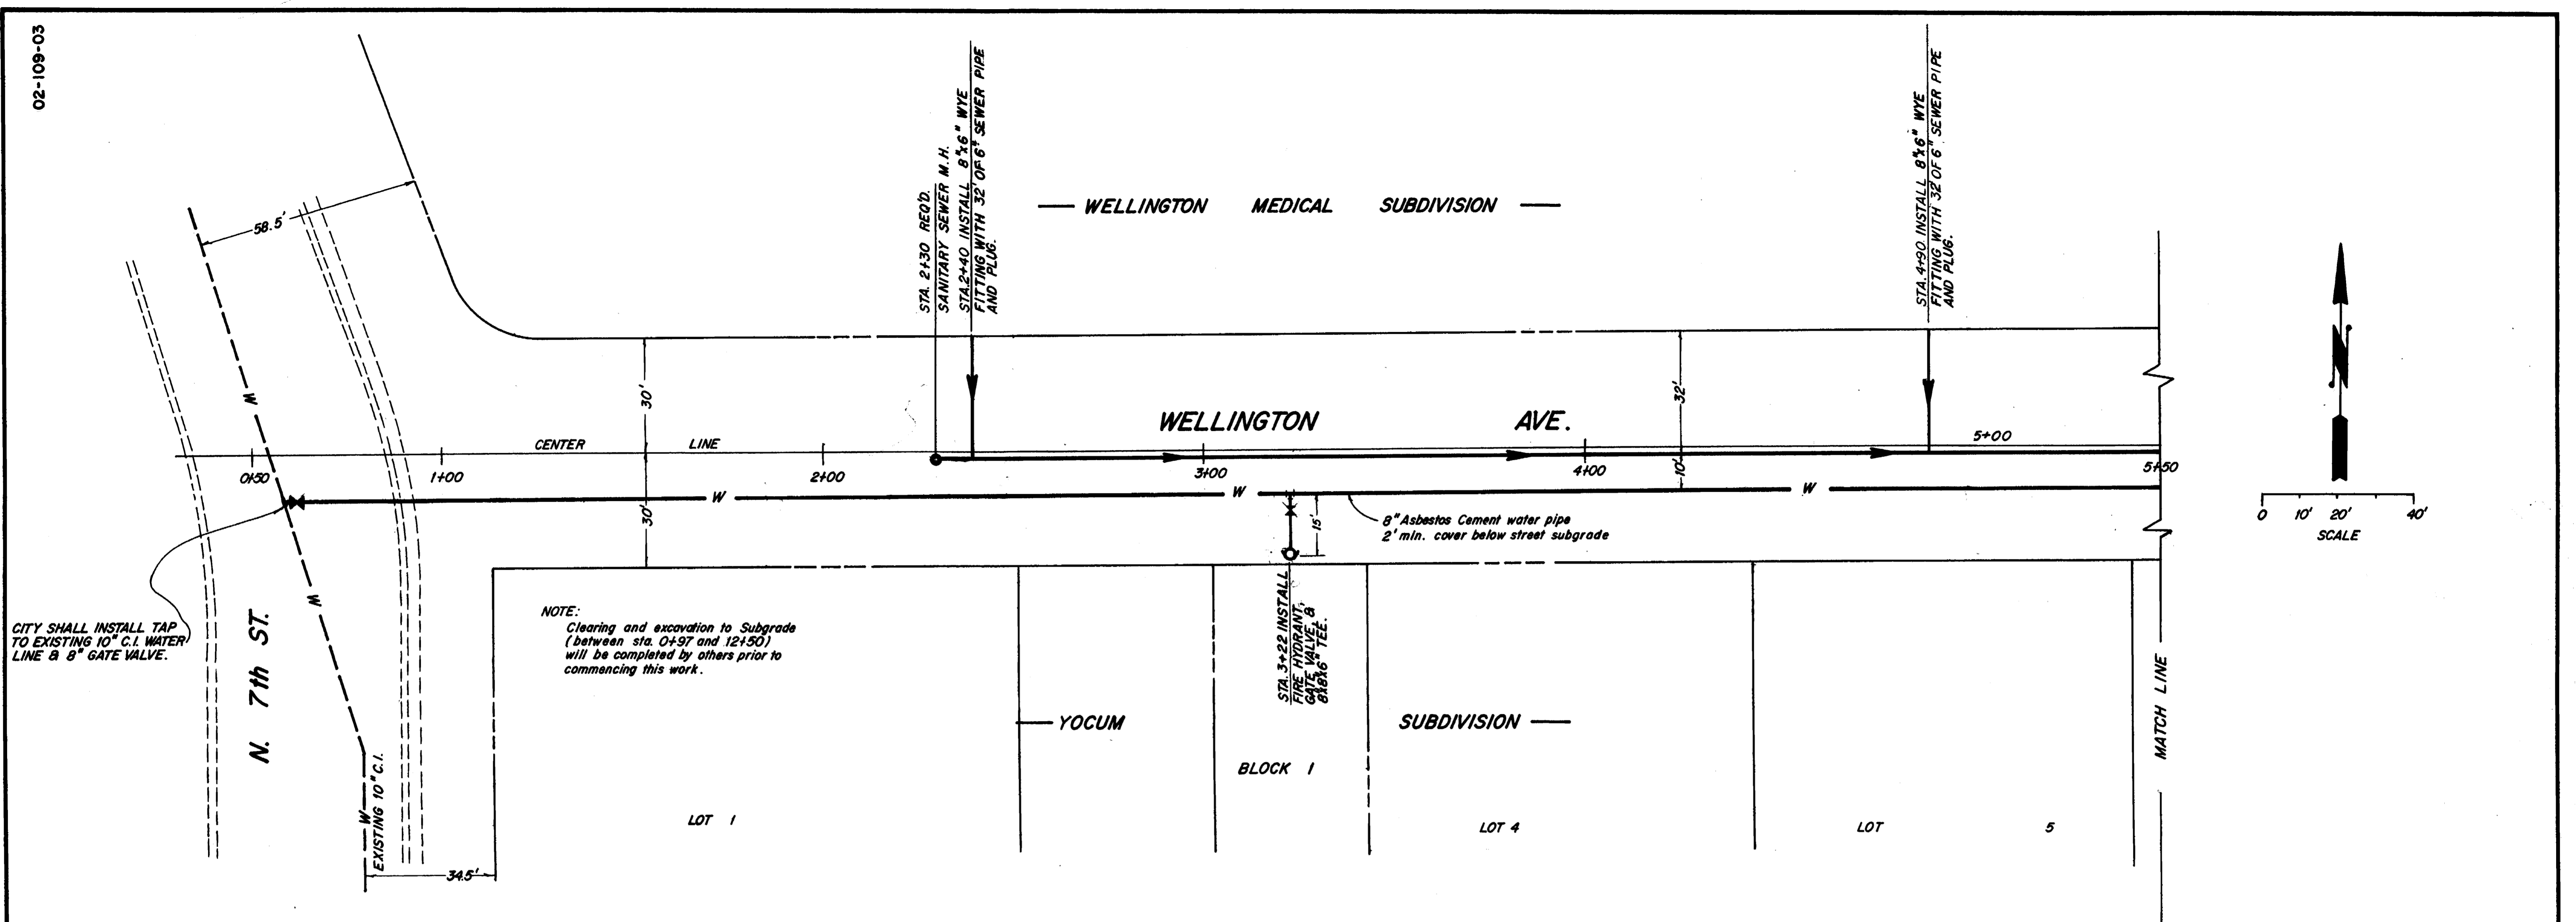 02-109-03
58.5'
STA. 2+30 REQ'D.
SANITARY SEWER M.H.
STA. 2+40 INSTALL 8"x6" WYE
FITTING WITH 32' OF 6" SEWER PIPE
AND PLUG.
— WELLINGTON MEDICAL SUBDIVISION —
STA. 4+90 INSTALL 8"x6" WYE
FITTING WITH 32' OF 6" SEWER PIPE
AND PLUG.
N
W
30'
30'
32'
10'
WELLINGTON AVE.
CENTER LINE
0+50
1+00
2+00
3+00
4+00
5+00
5+50
W
W
W
15'
8" Asbestos Cement water pipe
2' min. cover below street subgrade
0 10' 20' 40'
SCALE
CITY SHALL INSTALL TAP
TO EXISTING 10" C.I. WATER
LINE & 8" GATE VALVE.
N. 7th ST.
W
W
EXISTING 10" C.I.
34.5'
NOTE:
Clearing and excavation to Subgrade
(between sta. 0+97 and 12+50)
will be completed by others prior to
commencing this work.
STA. 3+22 INSTALL
FIRE HYDRANT,
GATE VALVE, &
8x8x6" TEE.
— YOCUM SUBDIVISION —
BLOCK 1
LOT 1
LOT 4
LOT 5
MATCH LINE